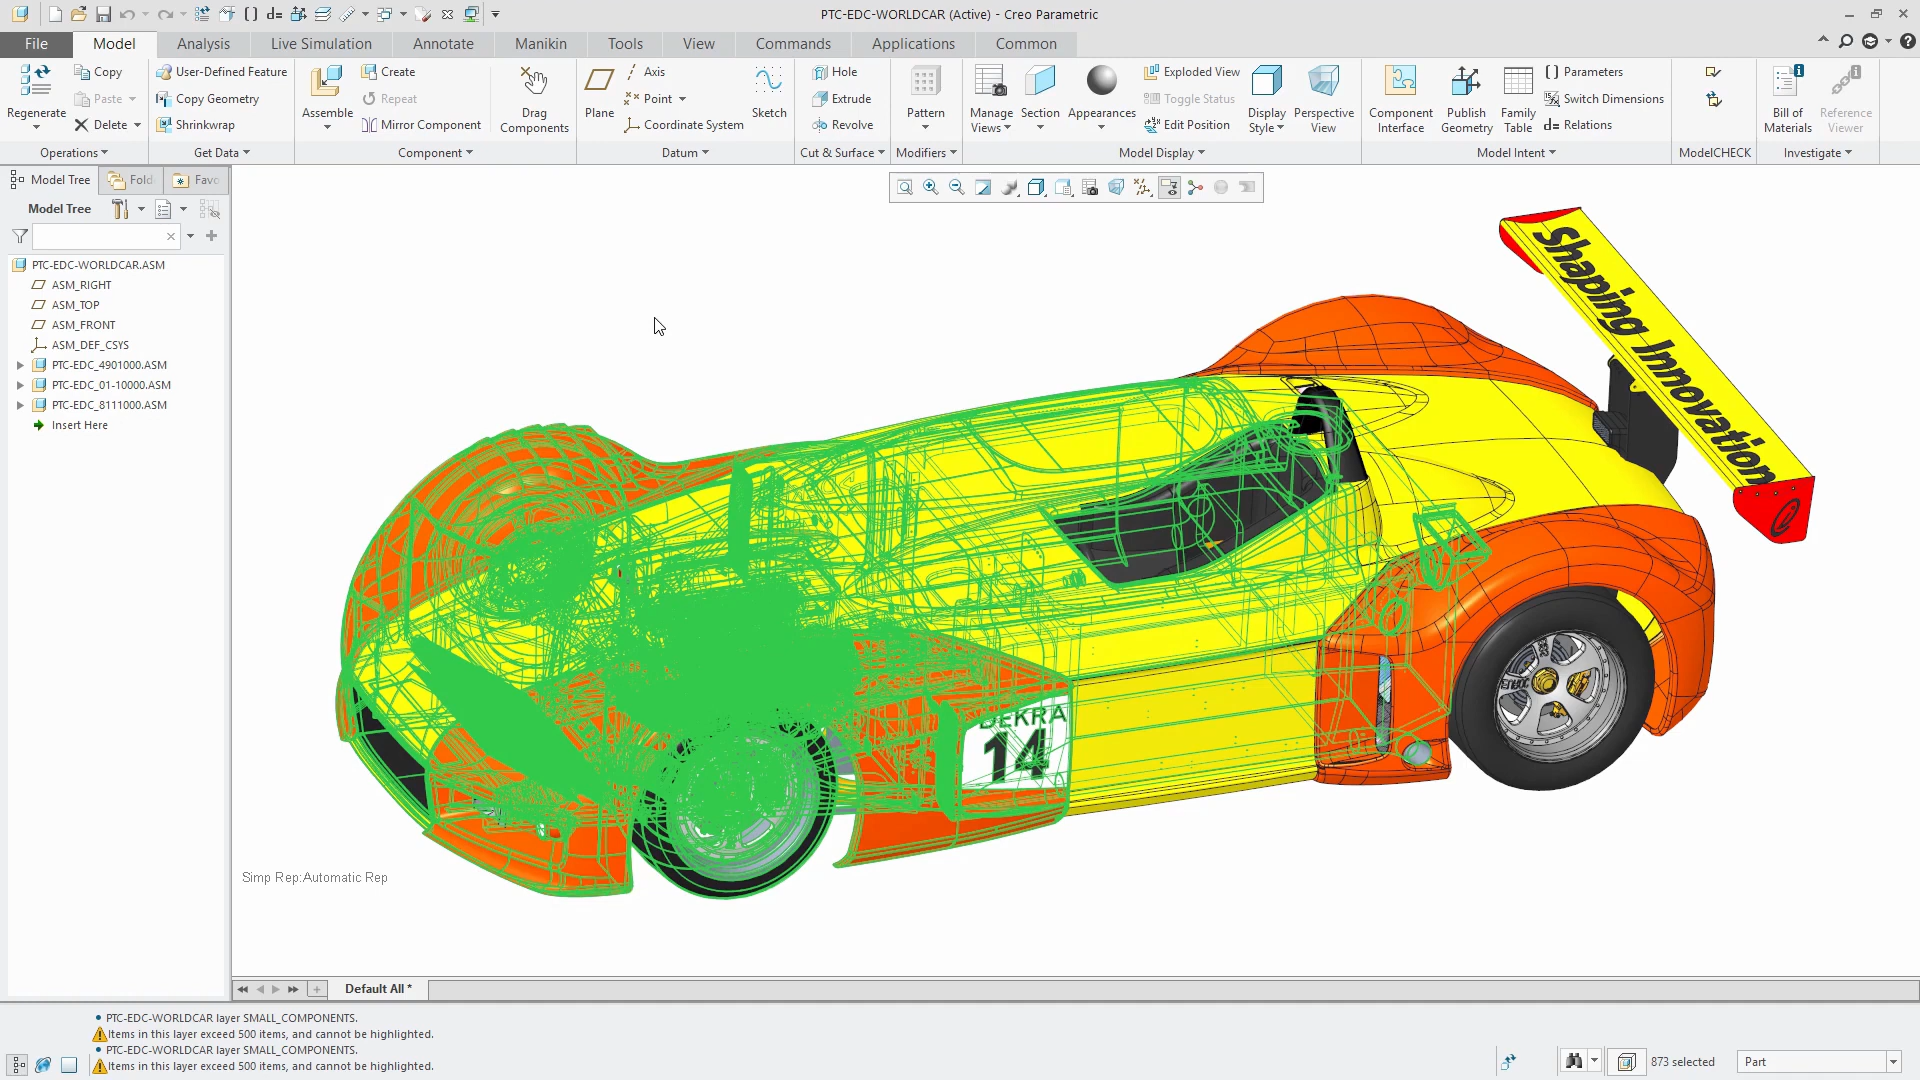 PTC-EDC-WORLDCAR (Active) - Creo Parametric
File
Model
Analysis
Live Simulation
Annotate
Manikin
Tools
View
Commands
Applications
Common
Regenerate
Copy
Paste
Delete
Operations
User-Defined Feature
Copy Geometry
Shrinkwrap
Get Data
Assemble
Create
Repeat
Mirror Component
Drag
Components
Component
Plane
Axis
Point
Coordinate System
Sketch
Datum
Hole
Extrude
Revolve
Cut & Surface
Pattern
Modifiers
Manage
Views
Section
Appearances
Exploded View
Toggle Status
Edit Position
Display
Style
Perspective
View
Model Display
Component
Interface
Publish
Geometry
Family
Table
Parameters
Switch Dimensions
d= Relations
Model Intent
ModelCHECK
Bill of
Materials
Reference
Viewer
Investigate
Model Tree
Fold
Favo
Model Tree
PTC-EDC-WORLDCAR.ASM
ASM_RIGHT
ASM_TOP
ASM_FRONT
ASM_DEF_CSYS
PTC-EDC_4901000.ASM
PTC-EDC_01-10000.ASM
PTC-EDC_8111000.ASM
Insert Here
Shaping Innovation
DEKRA
14
Simp Rep:Automatic Rep
Default All *
PTC-EDC-WORLDCAR layer SMALL_COMPONENTS.
Items in this layer exceed 500 items, and cannot be highlighted.
PTC-EDC-WORLDCAR layer SMALL_COMPONENTS.
Items in this layer exceed 500 items, and cannot be highlighted.
873 selected
Part